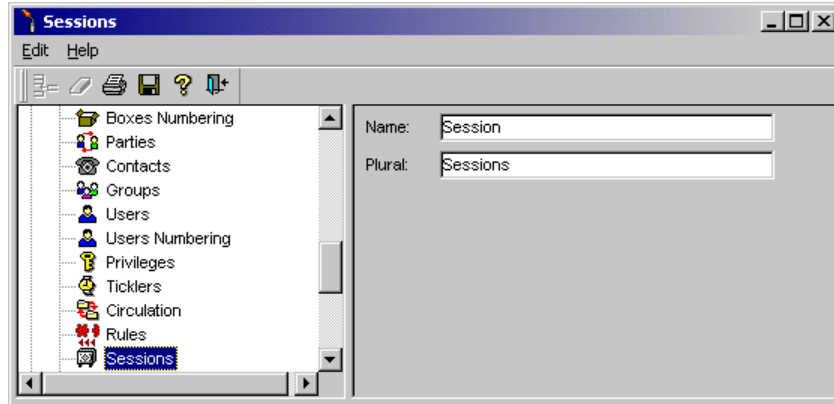 Sessions
Edit Help
Boxes Numbering
Parties
Contacts
Groups
Users
Users Numbering
Privileges
Ticklers
Circulation
Rules
Sessions
Name: Session
Plural: Sessions